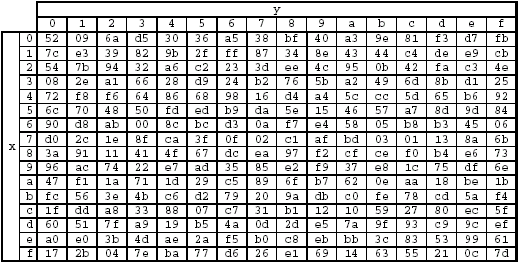 y
0 1 2 3 4 5 6 7 8 9 a b c d e f
0 52 09 6a d5 30 36 a5 38 bf 40 a3 9e 81 f3 d7 fb
1 7c e3 39 82 9b 2f ff 87 34 8e 43 44 c4 de e9 cb
2 54 7b 94 32 a6 c2 23 3d ee 4c 95 0b 42 fa c3 4e
3 08 2e a1 66 28 d9 24 b2 76 5b a2 49 6d 8b d1 25
4 72 f8 f6 64 86 68 98 16 d4 a4 5c cc 5d 65 b6 92
5 6c 70 48 50 fd ed b9 da 5e 15 46 57 a7 8d 9d 84
6 90 d8 ab 00 8c bc d3 0a f7 e4 58 05 b8 b3 45 06
x 7 d0 2c 1e 8f ca 3f 0f 02 c1 af bd 03 01 13 8a 6b
8 3a 91 11 41 4f 67 dc ea 97 f2 cf ce f0 b4 e6 73
9 96 ac 74 22 e7 ad 35 85 e2 f9 37 e8 1c 75 df 6e
a 47 f1 1a 71 1d 29 c5 89 6f b7 62 0e aa 18 be 1b
b fc 56 3e 4b c6 d2 79 20 9a db c0 fe 78 cd 5a f4
c 1f dd a8 33 88 07 c7 31 b1 12 10 59 27 80 ec 5f
d 60 51 7f a9 19 b5 4a 0d 2d e5 7a 9f 93 c9 9c ef
e a0 e0 3b 4d ae 2a f5 b0 c8 eb bb 3c 83 53 99 61
f 17 2b 04 7e ba 77 d6 26 e1 69 14 63 55 21 0c 7d